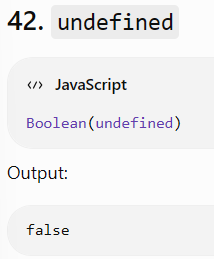 42. undefined
</> JavaScript
Boolean(undefined)
Output:
false